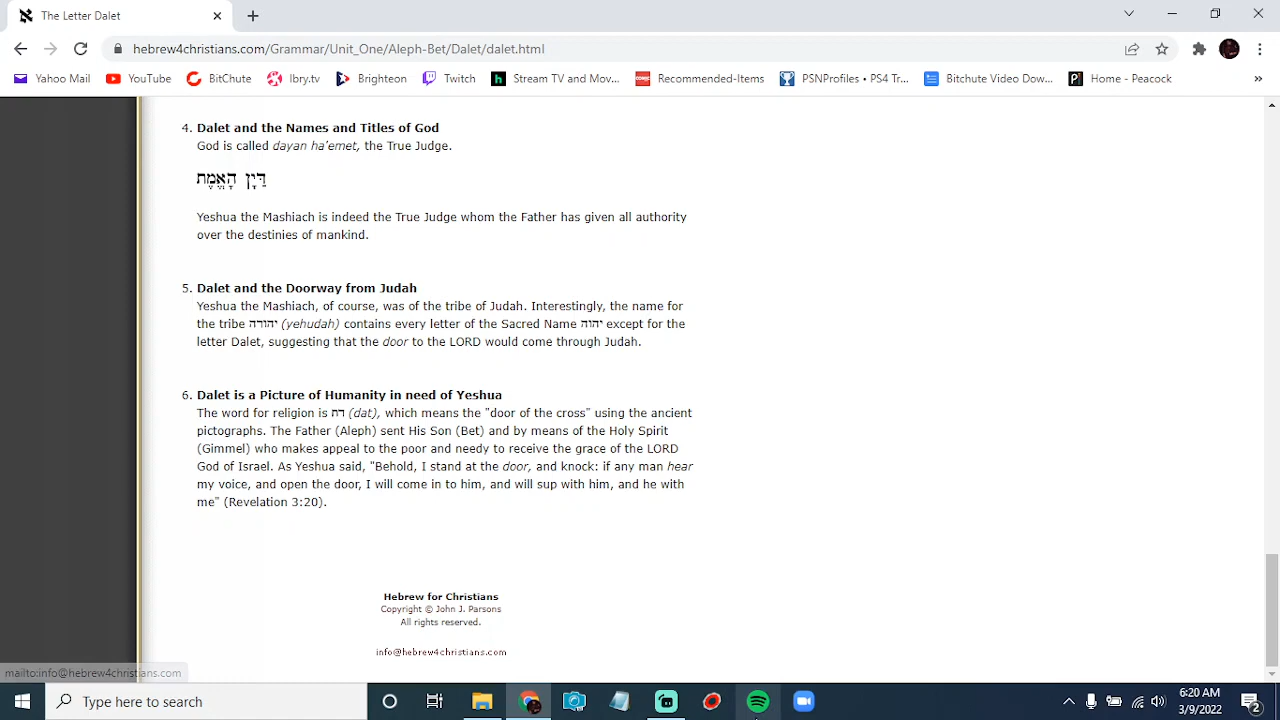 The Letter Dalet
hebrew4christians.com/Grammar/Unit_One/Aleph-Bet/Dalet/dalet.html
Yahoo Mail YouTube BitChute lbry.tv Brighteon Twitch Stream TV and Mov... Recommended-Items PSNProfiles • PS4 Tr... Bitchute Video Dow... Home - Peacock »
4. Dalet and the Names and Titles of God
God is called dayan ha'emet, the True Judge.
דַּיַּן הָאֱמֶת
Yeshua the Mashiach is indeed the True Judge whom the Father has given all authority
over the destinies of mankind.
5. Dalet and the Doorway from Judah
Yeshua the Mashiach, of course, was of the tribe of Judah. Interestingly, the name for
the tribe יהודה (yehudah) contains every letter of the Sacred Name יהוה except for the
letter Dalet, suggesting that the door to the LORD would come through Judah.
6. Dalet is a Picture of Humanity in need of Yeshua
The word for religion is דת (dat), which means the "door of the cross" using the ancient
pictographs. The Father (Aleph) sent His Son (Bet) and by means of the Holy Spirit
(Gimmel) who makes appeal to the poor and needy to receive the grace of the LORD
God of Israel. As Yeshua said, "Behold, I stand at the door, and knock: if any man hear
my voice, and open the door, I will come in to him, and will sup with him, and he with
me" (Revelation 3:20).
Hebrew for Christians
Copyright © John J. Parsons
All rights reserved.
info@hebrew4christians.com
mailto:info@hebrew4christians.com
Type here to search
6:20 AM
3/9/2022
2